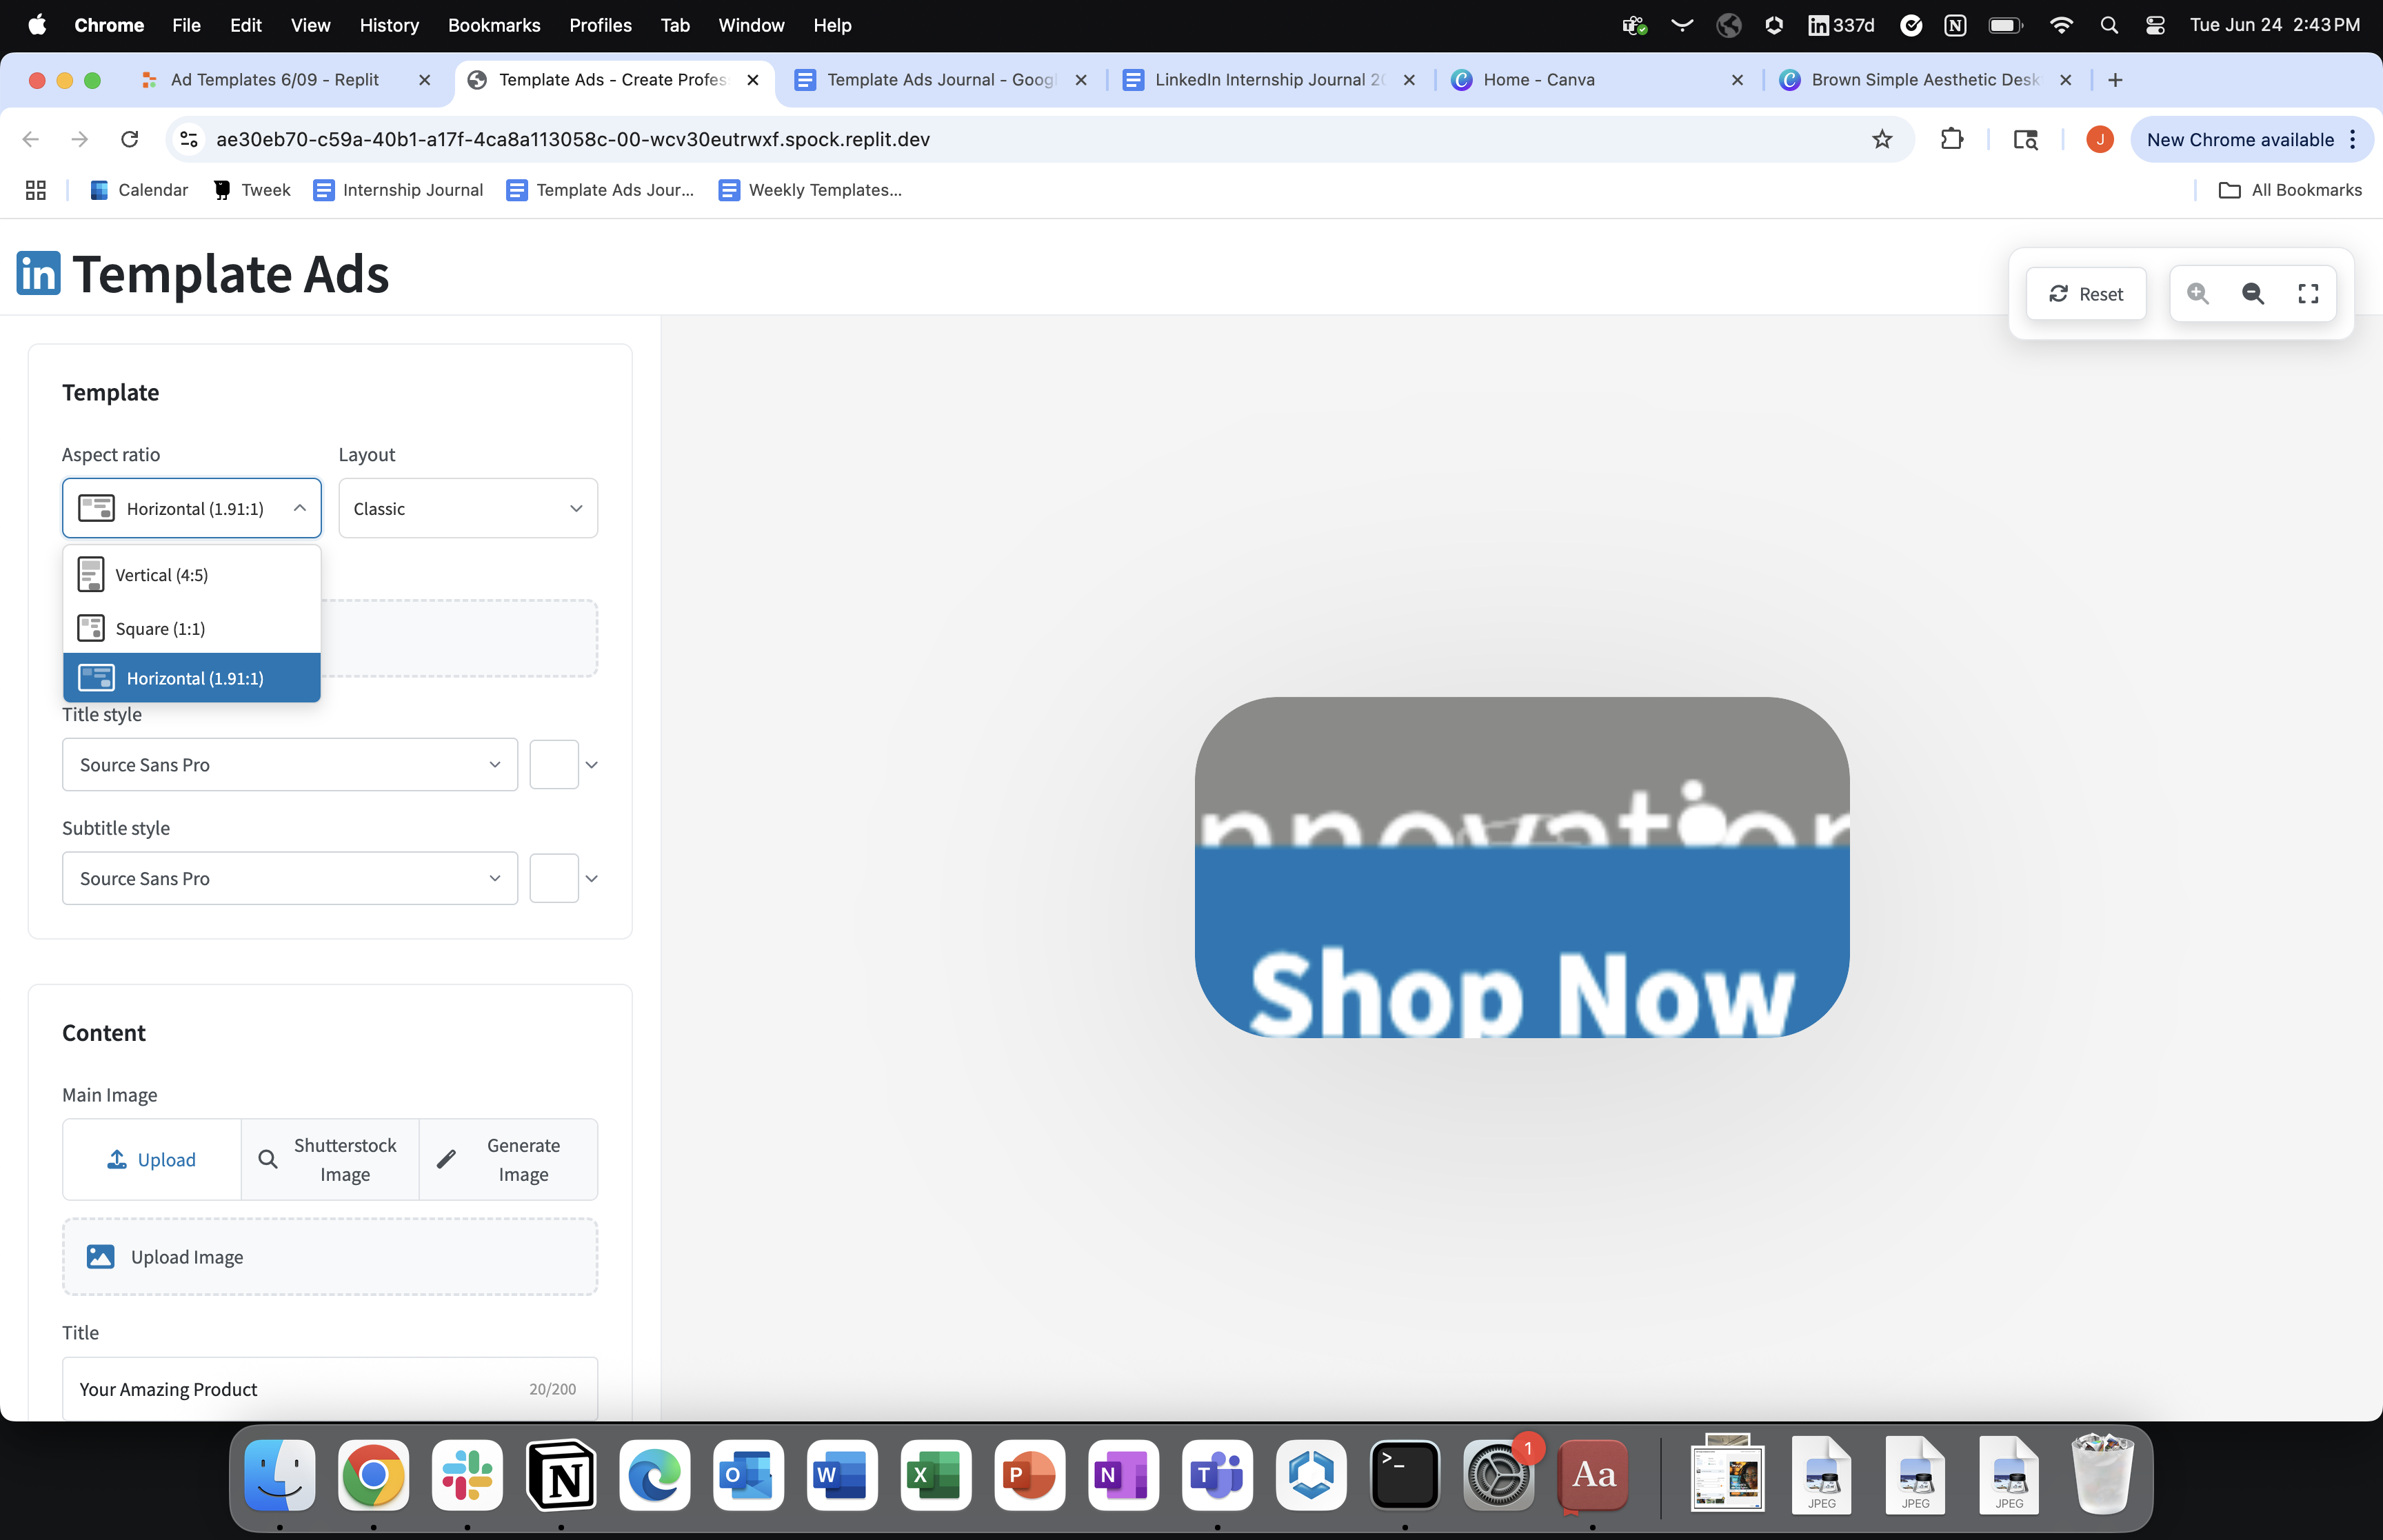 Chrome File Edit View History Bookmarks Profiles Tab Window Help
337d
Tue Jun 24 2:43 PM
Ad Templates 6/09 - Replit
Template Ads - Create Profes
Template Ads Journal - Goog
LinkedIn Internship Journal 20
Home - Canva
Brown Simple Aesthetic Desk
ae30eb70-c59a-40b1-a17f-4ca8a113058c-00-wcv30eutrwxf.spock.replit.dev
J
New Chrome available
Calendar
Tweek
Internship Journal
Template Ads Jour...
Weekly Templates...
All Bookmarks
in Template Ads
Reset
Template
Aspect ratio
Layout
Horizontal (1.91:1)
Classic
Vertical (4:5)
Square (1:1)
Horizontal (1.91:1)
Title style
Source Sans Pro
Subtitle style
Source Sans Pro
nnovation
Shop Now
Content
Main Image
Upload
Shutterstock
Image
Generate
Image
Upload Image
Title
Your Amazing Product
20/200
N
O
W
X
P
N
T
>_
1
Aa
JPEG
JPEG
JPEG